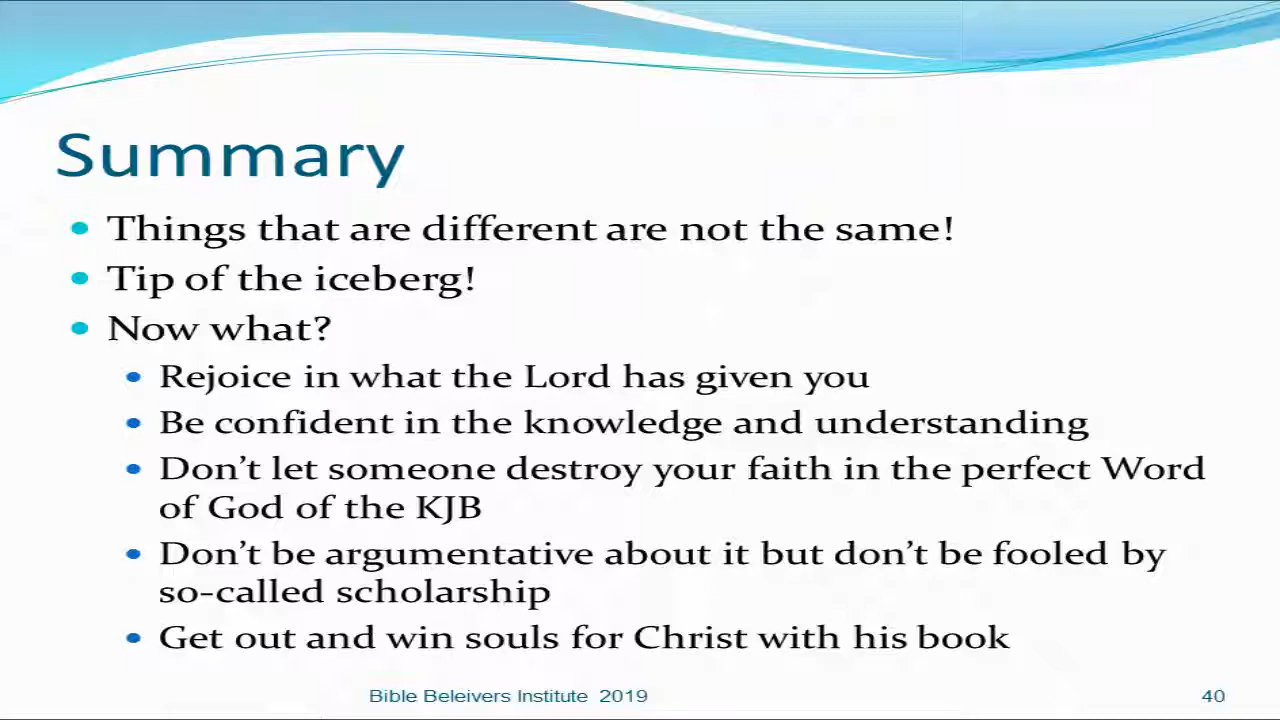 Summary
Things that are different are not the same!
Tip of the iceberg!
Now what?
Rejoice in what the Lord has given you
Be confident in the knowledge and understanding
Don’t let someone destroy your faith in the perfect Word
of God of the KJB
Don’t be argumentative about it but don’t be fooled by
so-called scholarship
Get out and win souls for Christ with his book
Bible Beleivers Institute 2019
40